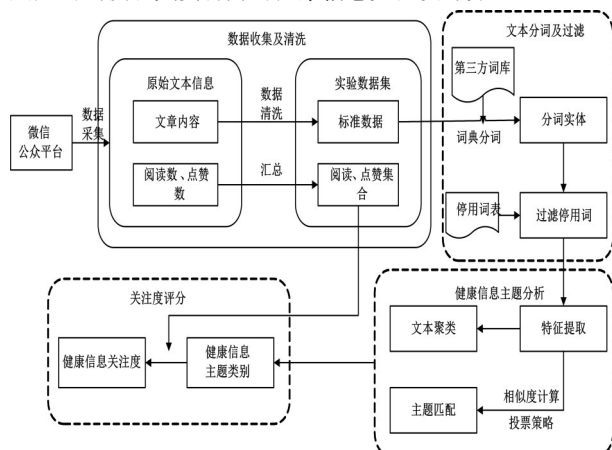 数据收集及清洗
文本分词及过滤
原始文本信息
实验数据集
第三方词库
微信
公众平台
数据
采集
文章内容
数据
清洗
标准数据
词典分词
分词实体
阅读数、点赞
数
汇总
阅读、点赞集
合
停用词表
过滤停用词
关注度评分
健康信息主题分析
健康信息关注度
健康信息
主题类别
文本聚类
特征提取
主题匹配
相似度计算
投票策略